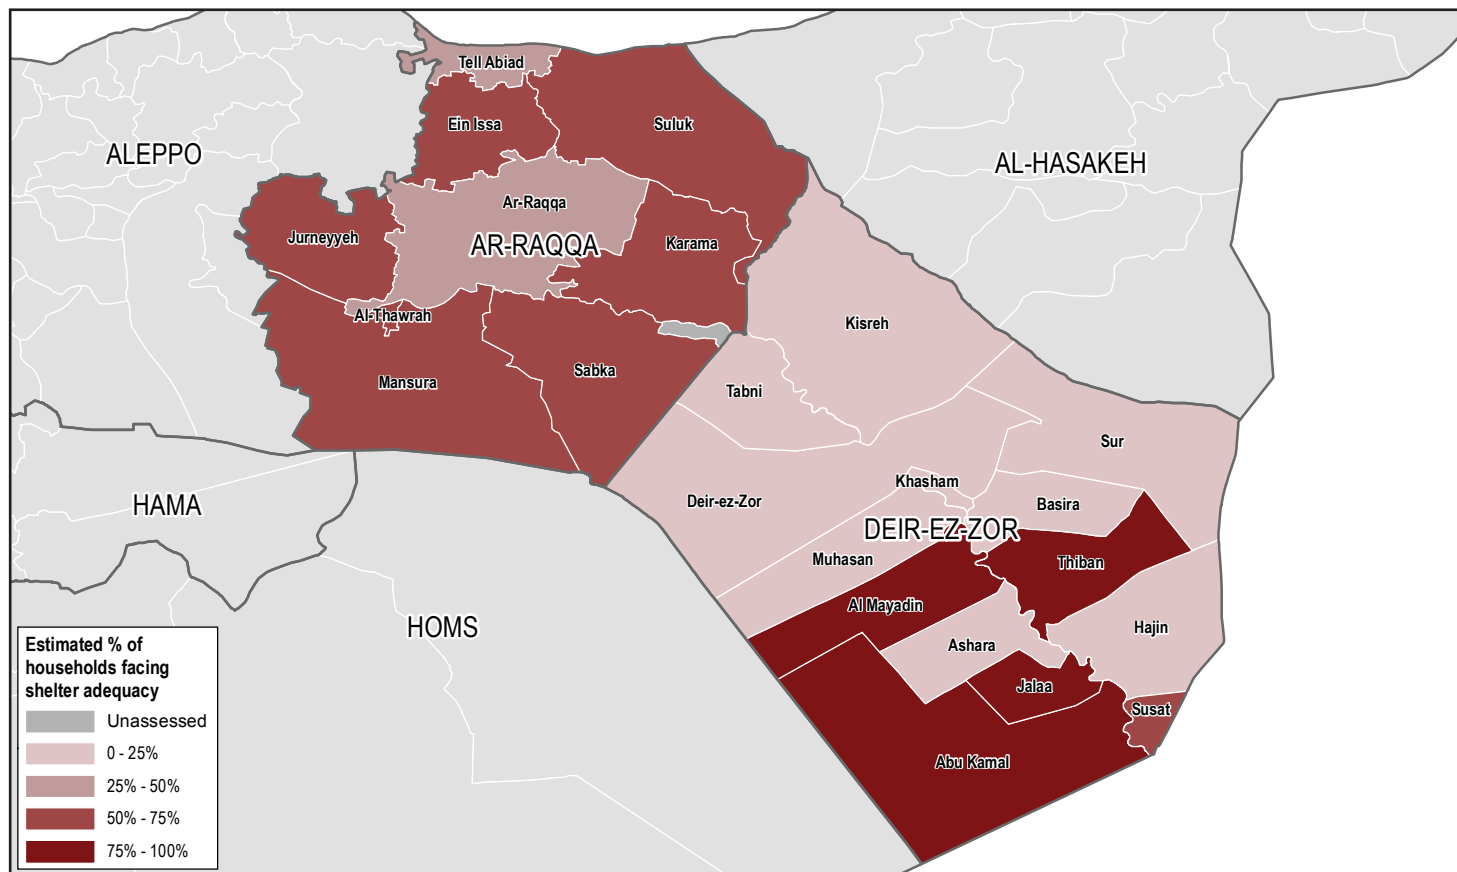 Tell Abiad
Ein Issa
Suluk
ALEPPO
AL-HASAKEH
Ar-Raqqa
Jurneyyeh
AR-RAQQA
Karama
Al-Thawrah
Kisreh
Mansura
Sabka
Tabni
Sur
Khasham
Deir-ez-Zor
Basira
HAMA
DEIR-EZ-ZOR
Muhasan
Thiban
Al Mayadin
HOMS
Hajin
Ashara
Jalaa
Susat
Abu Kamal
Estimated % of
households facing
shelter adequacy
Unassessed
0 - 25%
25% - 50%
50% - 75%
75% - 100%